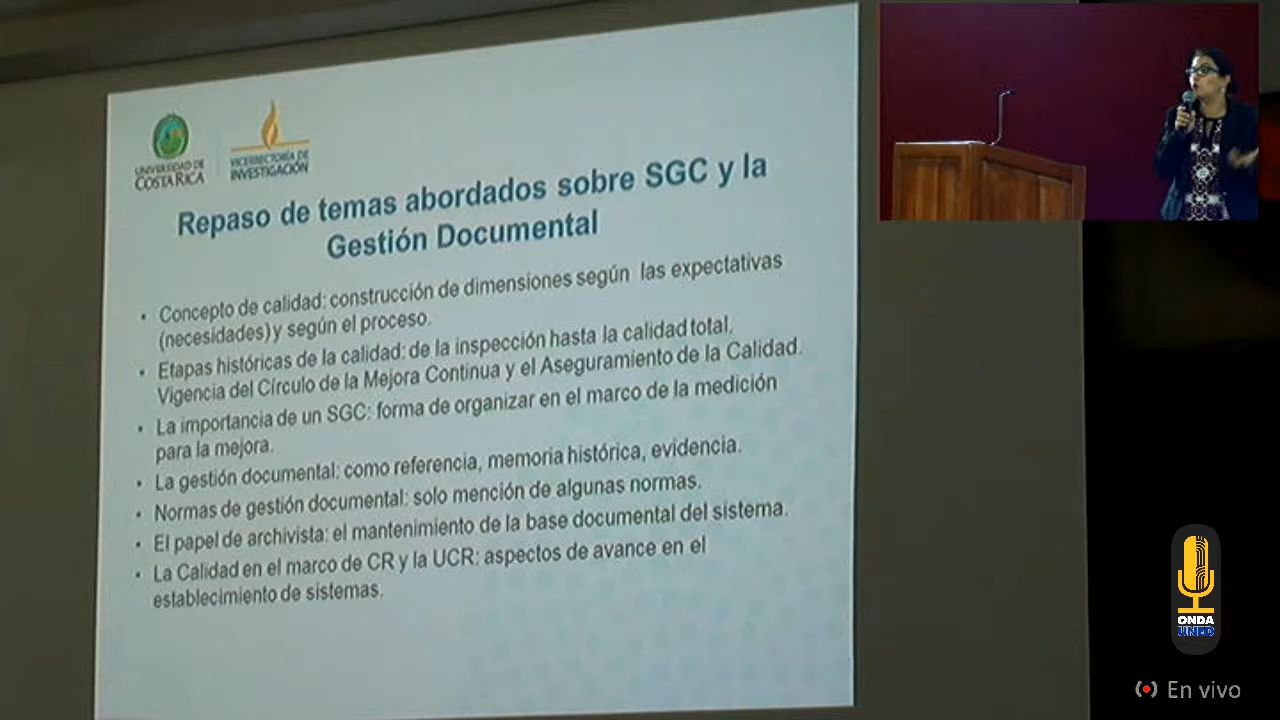 UNIVERSIDAD DE
COSTA RICA
VICERRECTORÍA DE
INVESTIGACIÓN
Repaso de temas abordados sobre SGC y la
Gestión Documental
• Concepto de calidad: construcción de dimensiones según las expectativas
(necesidades) y según el proceso.
• Etapas históricas de la calidad: de la inspección hasta la calidad total.
Vigencia del Círculo de la Mejora Continua y el Aseguramiento de la Calidad.
• La importancia de un SGC: forma de organizar en el marco de la medición
para la mejora.
• La gestión documental: como referencia, memoria histórica, evidencia.
• Normas de gestión documental: solo mención de algunas normas.
• El papel de archivista: el mantenimiento de la base documental del sistema.
• La Calidad en el marco de CR y la UCR: aspectos de avance en el
establecimiento de sistemas.
ONDA
UNED
En vivo